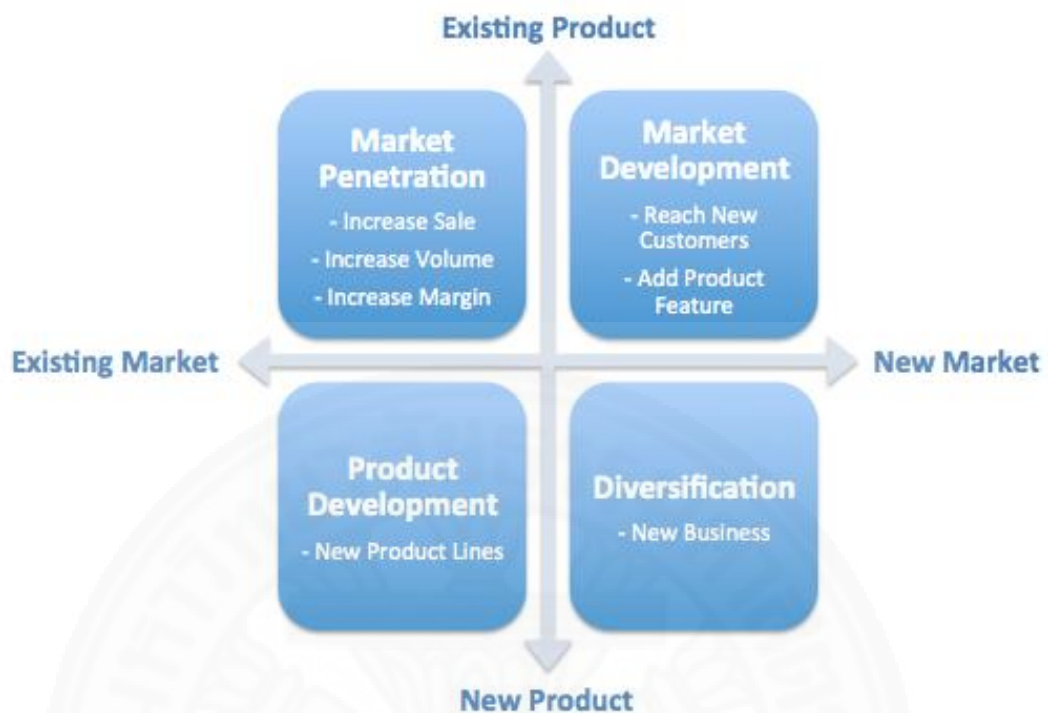 Existing Product
Market
Penetration
- Increase Sale
- Increase Volume
- Increase Margin
Market
Development
- Reach New
Customers
- Add Product
Feature
Existing Market
New Market
Product
Development
- New Product Lines
Diversification
- New Business
New Product